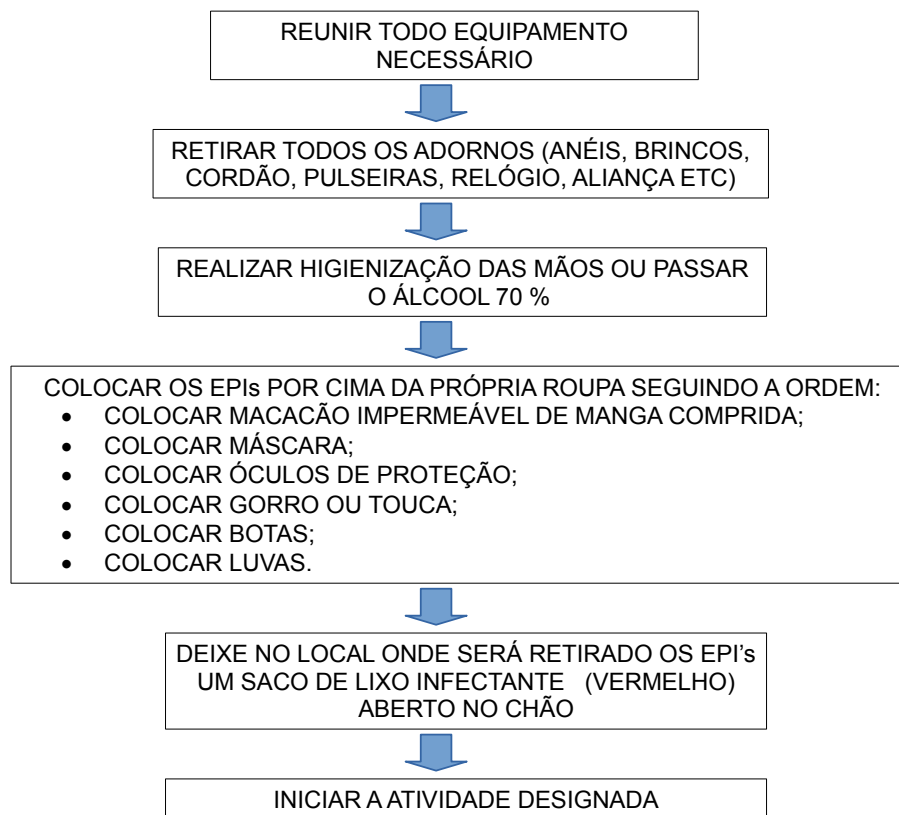 REUNIR TODO EQUIPAMENTO
NECESSÁRIO
RETIRAR TODOS OS ADORNOS (ANÉIS, BRINCOS,
CORDÃO, PULSEIRAS, RELÓGIO, ALIANÇA ETC)
REALIZAR HIGIENIZAÇÃO DAS MÃOS OU PASSAR
O ÁLCOOL 70 %
COLOCAR OS EPIs POR CIMA DA PRÓPRIA ROUPA SEGUINDO A ORDEM:
• COLOCAR MACACÃO IMPERMEÁVEL DE MANGA COMPRIDA;
• COLOCAR MÁSCARA;
• COLOCAR ÓCULOS DE PROTEÇÃO;
• COLOCAR GORRO OU TOUCA;
• COLOCAR BOTAS;
• COLOCAR LUVAS.
DEIXE NO LOCAL ONDE SERÁ RETIRADO OS EPI’s
UM SACO DE LIXO INFECTANTE (VERMELHO)
ABERTO NO CHÃO
INICIAR A ATIVIDADE DESIGNADA